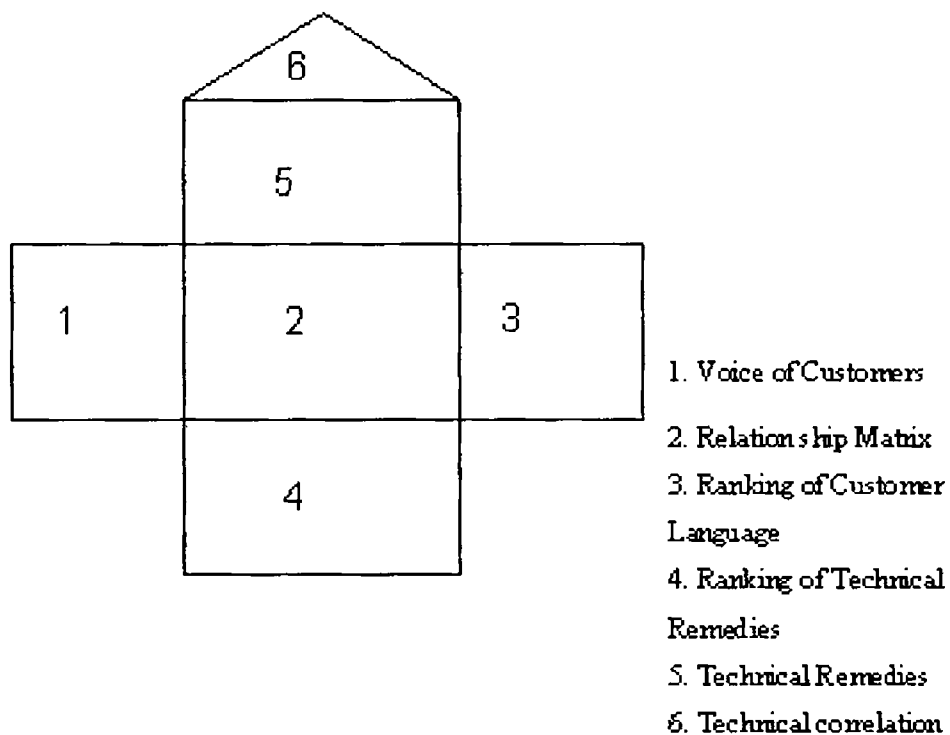 6
5
1
2
3
4
1. Voice of Customers
2. Relationship Matrix
3. Ranking of Customer
Language
4. Ranking of Technical
Remedies
5. Technical Remedies
6. Technical correlation